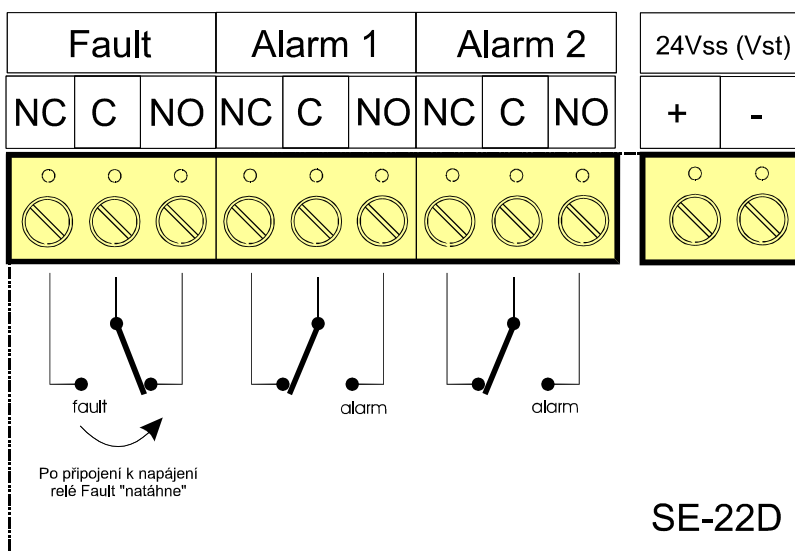 Fault Alarm 1 Alarm 2 24Vss (Vst)
NC C NO NC C NO NC C NO + -
fault alarm alarm
Po připojení k napájení
relé Fault "natáhne"
SE-22D